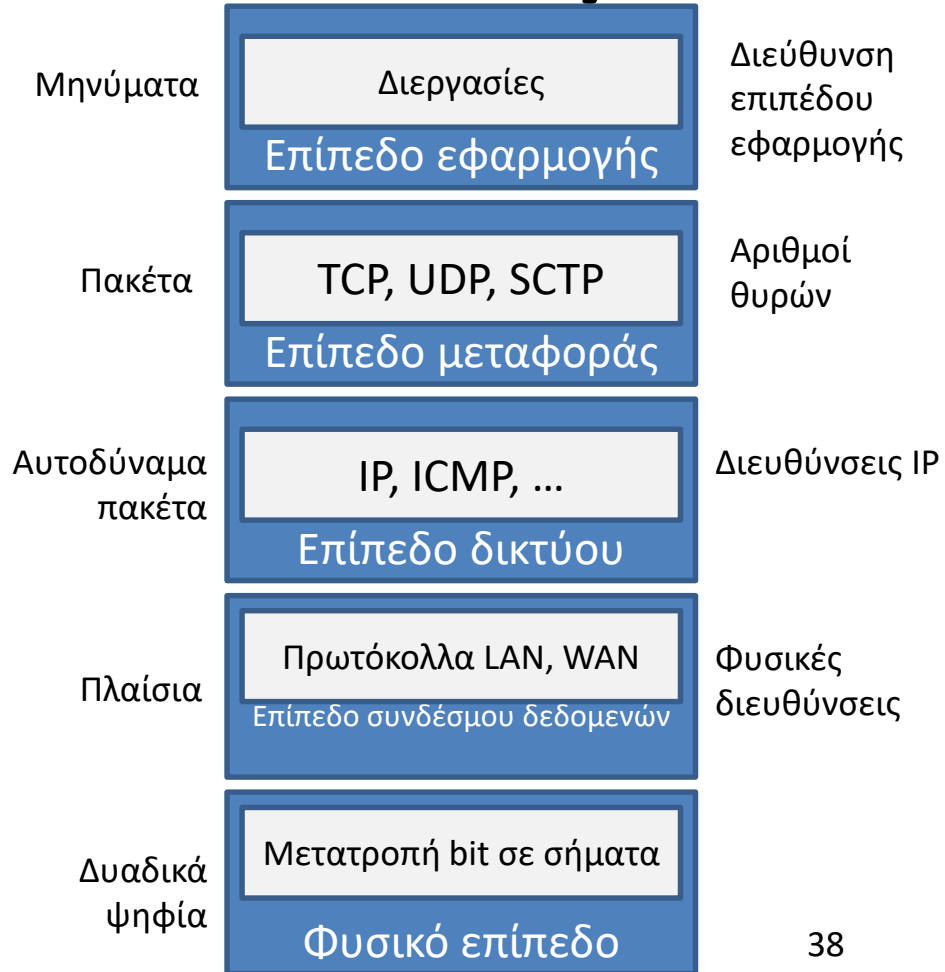 Μηνύματα
Διεργασίες
Επίπεδο εφαρμογής
Διεύθυνση
επιπέδου
εφαρμογής
Πακέτα
TCP, UDP, SCTP
Επίπεδο μεταφοράς
Αριθμοί
θυρών
Αυτοδύναμα
πακέτα
IP, ICMP, ...
Επίπεδο δικτύου
Διευθύνσεις IP
Πλαίσια
Πρωτόκολλα LAN, WAN
Επίπεδο συνδέσμου δεδομενών
Φυσικές
διευθύνσεις
Δυαδικά
ψηφία
Μετατροπή bit σε σήματα
Φυσικό επίπεδο
38